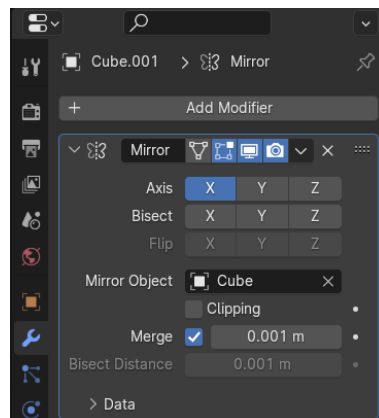 Cube.001 > Mirror
+ Add Modifier
Mirror
Axis X Y Z
Bisect X Y Z
Flip X Y Z
Mirror Object Cube
Clipping
Merge 0.001 m
Bisect Distance 0.001 m
Data